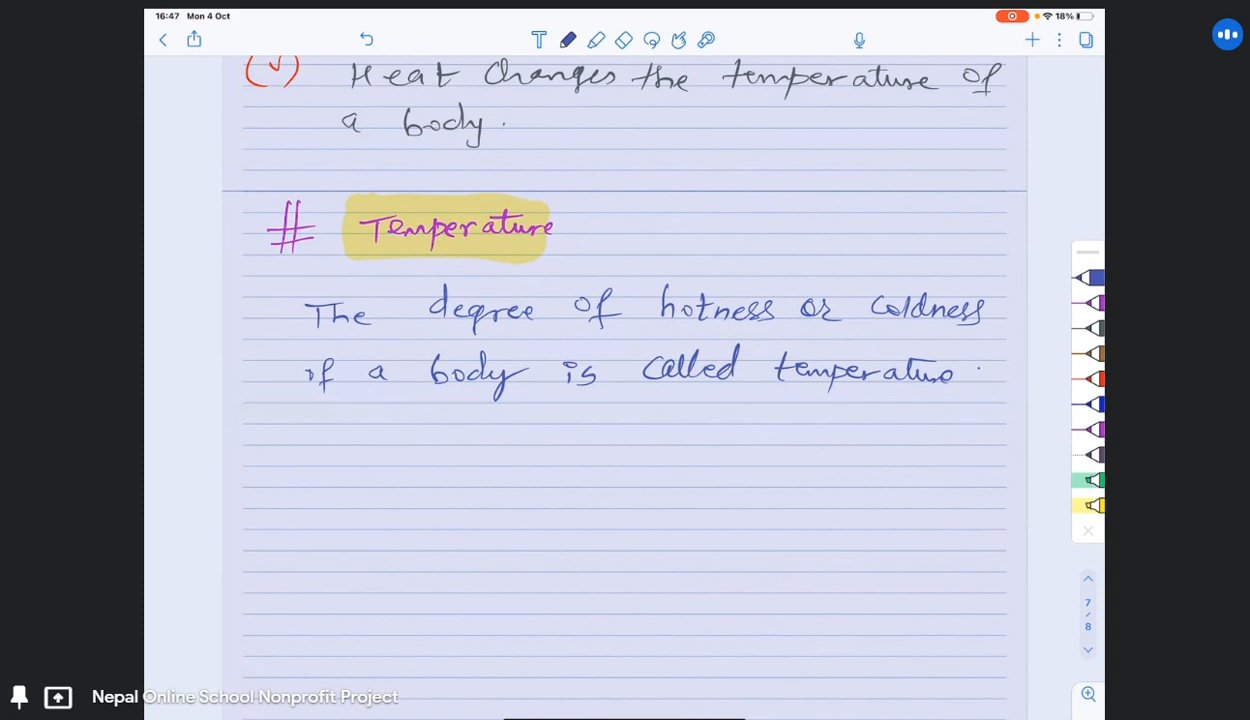 16:47 Mon 4 Oct 18%
(v) Heat changes the temperature of
a body.
# Temperature
The degree of hotness or coldness
of a body is called temperature.
7
/
8
Nepal Online School Nonprofit Project